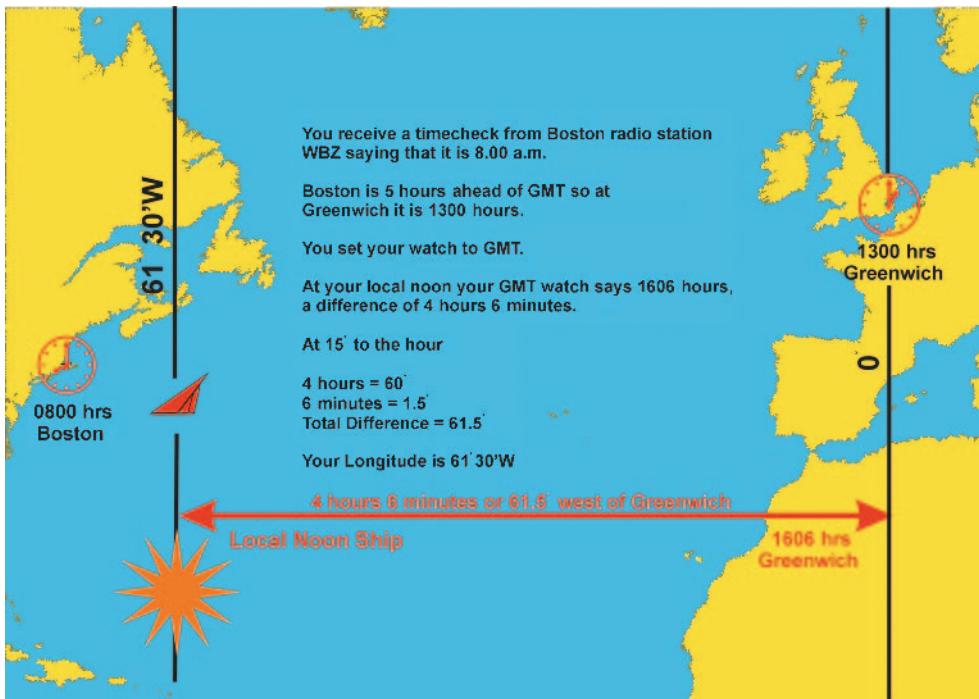 You receive a timecheck from Boston radio station
WBZ saying that it is 8.00 a.m.
Boston is 5 hours ahead of GMT so at
Greenwich it is 1300 hours.
You set your watch to GMT.
At your local noon your GMT watch says 1606 hours,
a difference of 4 hours 6 minutes.
At 15° to the hour
4 hours = 60°
6 minutes = 1.5°
Total Difference = 61.5°
Your Longitude is 61°30'W
61 30'W
0800 hrs
Boston
1300 hrs
Greenwich
0
4 hours 6 minutes or 61.5° west of Greenwich
Local Noon Ship
1606 hrs
Greenwich